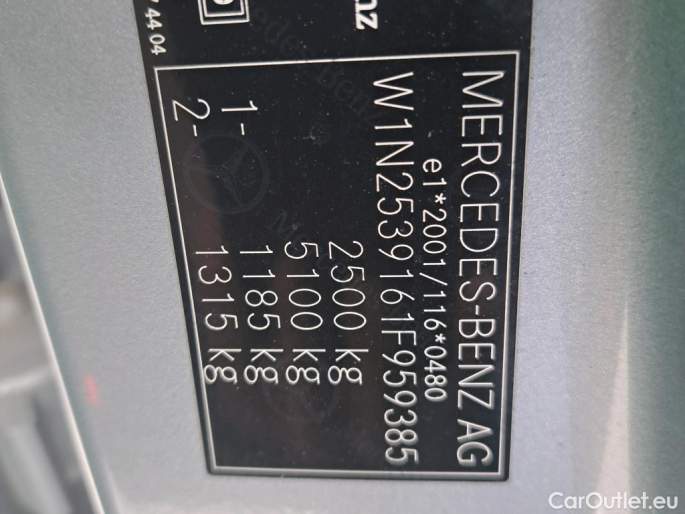 MERCEDES-BENZ AG
e1*2001/116*0480
W1N2539161F959385
2500 kg
5100 kg
1- 1185 kg
2- 1315 kg
CarOutlet.eu